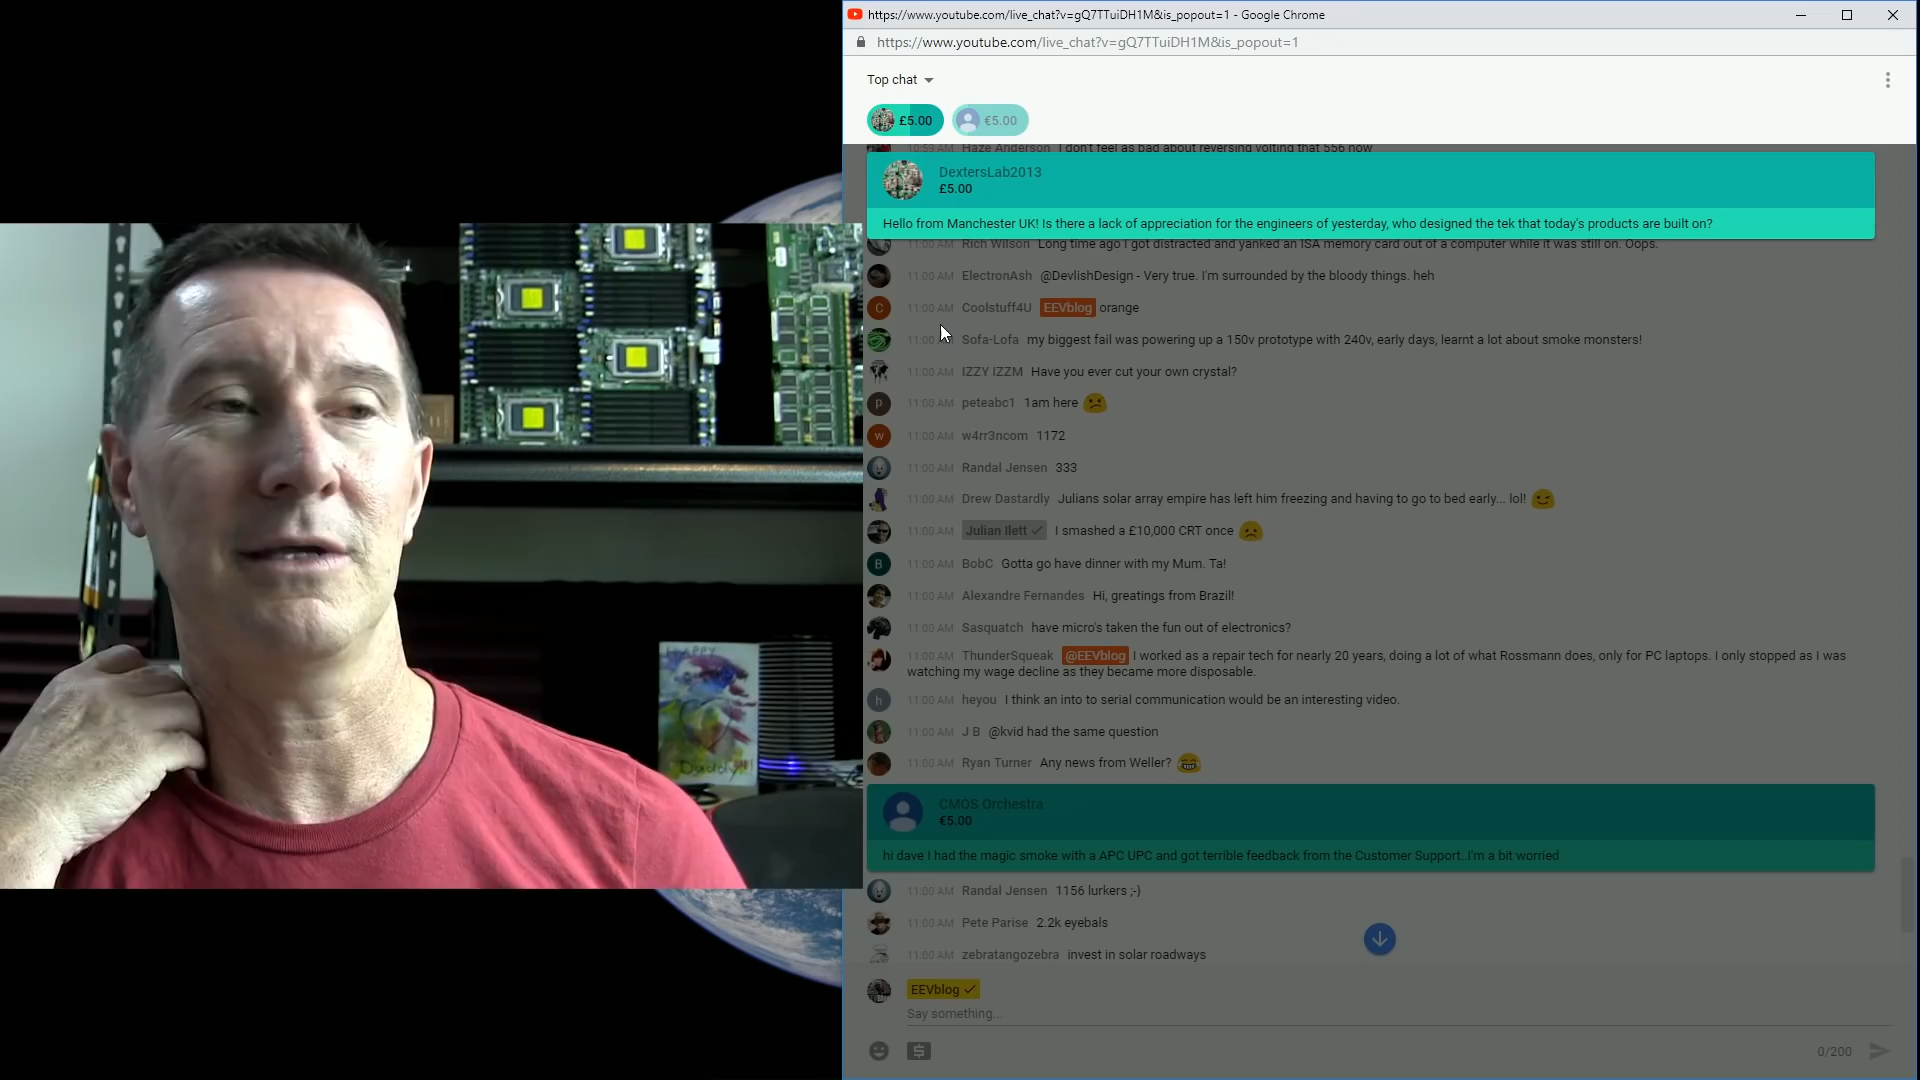 https://www.youtube.com/live_chat?v=gQ7TTuiDH1M&is_popout=1 - Google Chrome
https://www.youtube.com/live_chat?v=gQ7TTuiDH1M&is_popout=1
Top chat
£5.00 €5.00
10:59 AM Haze Anderson I don't feel as bad about reversing volting that 556 now
DextersLab2013
£5.00
Hello from Manchester UK! Is there a lack of appreciation for the engineers of yesterday, who designed the tek that today's products are built on?
11:00 AM Rich Wilson Long time ago I got distracted and yanked an ISA memory card out of a computer while it was still on. Oops.
11:00 AM ElectronAsh @DevlishDesign - Very true. I'm surrounded by the bloody things. heh
C 11:00 AM Coolstuff4U EEVblog orange
11:00 AM Sofa-Lofa my biggest fail was powering up a 150v prototype with 240v, early days, learnt a lot about smoke monsters!
11:00 AM IZZY IZZM Have you ever cut your own crystal?
p 11:00 AM peteabc1 1am here
w 11:00 AM w4rr3ncom 1172
11:00 AM Randal Jensen 333
11:00 AM Drew Dastardly Julians solar array empire has left him freezing and having to go to bed early... lol!
11:00 AM Julian Ilett I smashed a £10,000 CRT once
B 11:00 AM BobC Gotta go have dinner with my Mum. Ta!
11:00 AM Alexandre Fernandes Hi, greatings from Brazil!
11:00 AM Sasquatch have micro's taken the fun out of electronics?
11:00 AM ThunderSqueak @EEVblog I worked as a repair tech for nearly 20 years, doing a lot of what Rossmann does, only for PC laptops. I only stopped as I was
watching my wage decline as they became more disposable.
h 11:00 AM heyou I think an into to serial communication would be an interesting video.
11:00 AM J B @kvid had the same question
11:00 AM Ryan Turner Any news from Weller?
CMOS Orchestra
€5.00
hi dave I had the magic smoke with a APC UPC and got terrible feedback from the Customer Support..i'm a bit worried
11:00 AM Randal Jensen 1156 lurkers ;-)
11:00 AM Pete Parise 2.2k eyebals
11:00 AM zebratangozebra invest in solar roadways
EEVblog
Say something...
0/200
HAPPY
Daddy